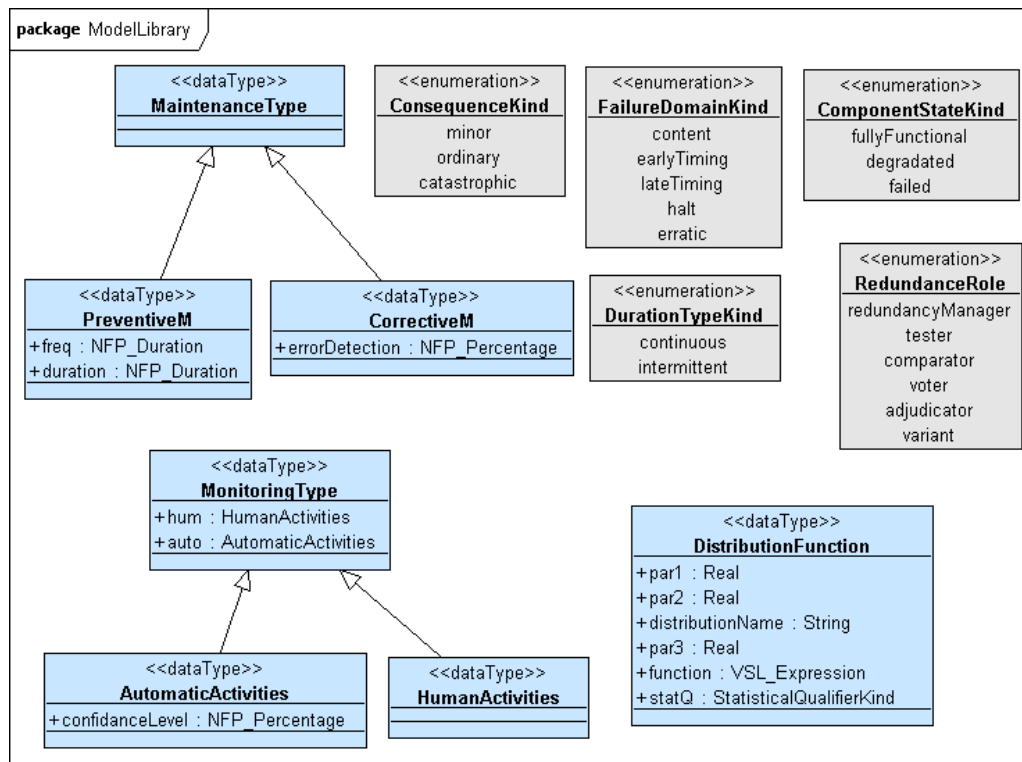 package ModelLibrary
<<dataType>>
MaintenanceType
<<enumeration>>
ConsequenceKind
minor
ordinary
catastrophic
<<enumeration>>
FailureDomainKind
content
earlyTiming
lateTiming
halt
erratic
<<enumeration>>
ComponentStateKind
fullyFunctional
degradated
failed
<<dataType>>
PreventiveM
+freq : NFP_Duration
+duration : NFP_Duration
<<dataType>>
CorrectiveM
+errorDetection : NFP_Percentage
<<enumeration>>
DurationTypeKind
continuous
intermittent
<<enumeration>>
RedundanceRole
redundancyManager
tester
comparator
voter
adjudicator
variant
<<dataType>>
MonitoringType
+hum : HumanActivities
+auto : AutomaticActivities
<<dataType>>
DistributionFunction
+par1 : Real
+par2 : Real
+distributionName : String
+par3 : Real
+function : VSL_Expression
+statQ : StatisticalQualifierKind
<<dataType>>
AutomaticActivities
+confidanceLevel : NFP_Percentage
<<dataType>>
HumanActivities